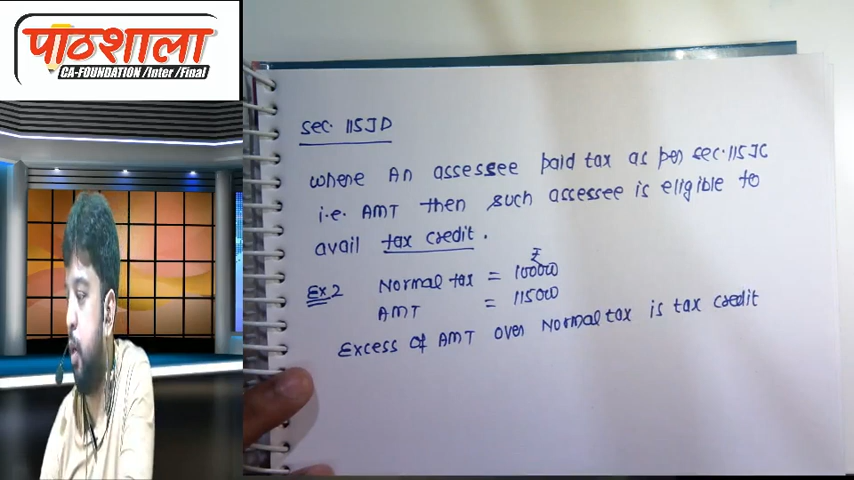 पाठशाला
CA-FOUNDATION /Inter /Final
Sec. 115JD
where An assessee paid tax as per sec. 115JC
i.e. AMT then such assessee is eligible to
avail tax credit.
₹
Ex 2 Normal tax = 100000
AMT = 115000
Excess of AMT over Normal tax is tax credit